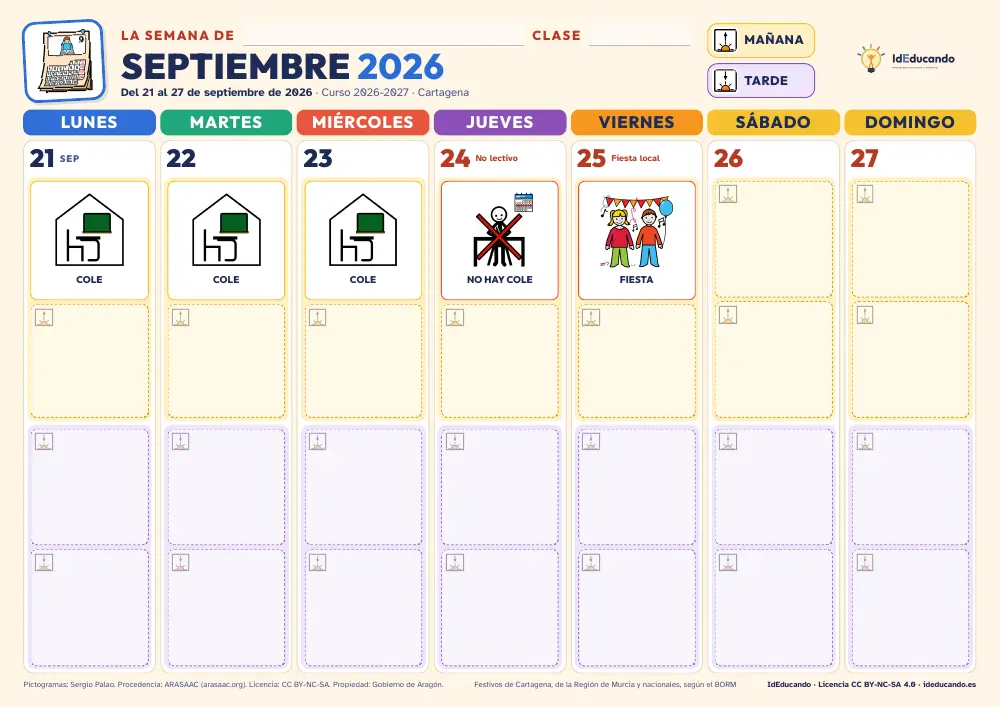 LA SEMANA DE
CLASE
SEPTIEMBRE 2026
Del 21 al 27 de septiembre de 2026 · Curso 2026-2027 · Cartagena
MAÑANA
TARDE
IdEducando
LUNES MARTES MIÉRCOLES JUEVES VIERNES SÁBADO DOMINGO
21 SEP 22 23 24 No lectivo 25 Fiesta local 26 27
COLE COLE COLE NO HAY COLE FIESTA
Pictogramas: Sergio Palao. Procedencia: ARASAAC (arasaac.org). Licencia: CC BY-NC-SA. Propiedad: Gobierno de Aragón.
Festivos de Cartagena, de la Región de Murcia y nacionales, según el BORM
IdEducando · Licencia CC BY-NC-SA 4.0 · ideducando.es